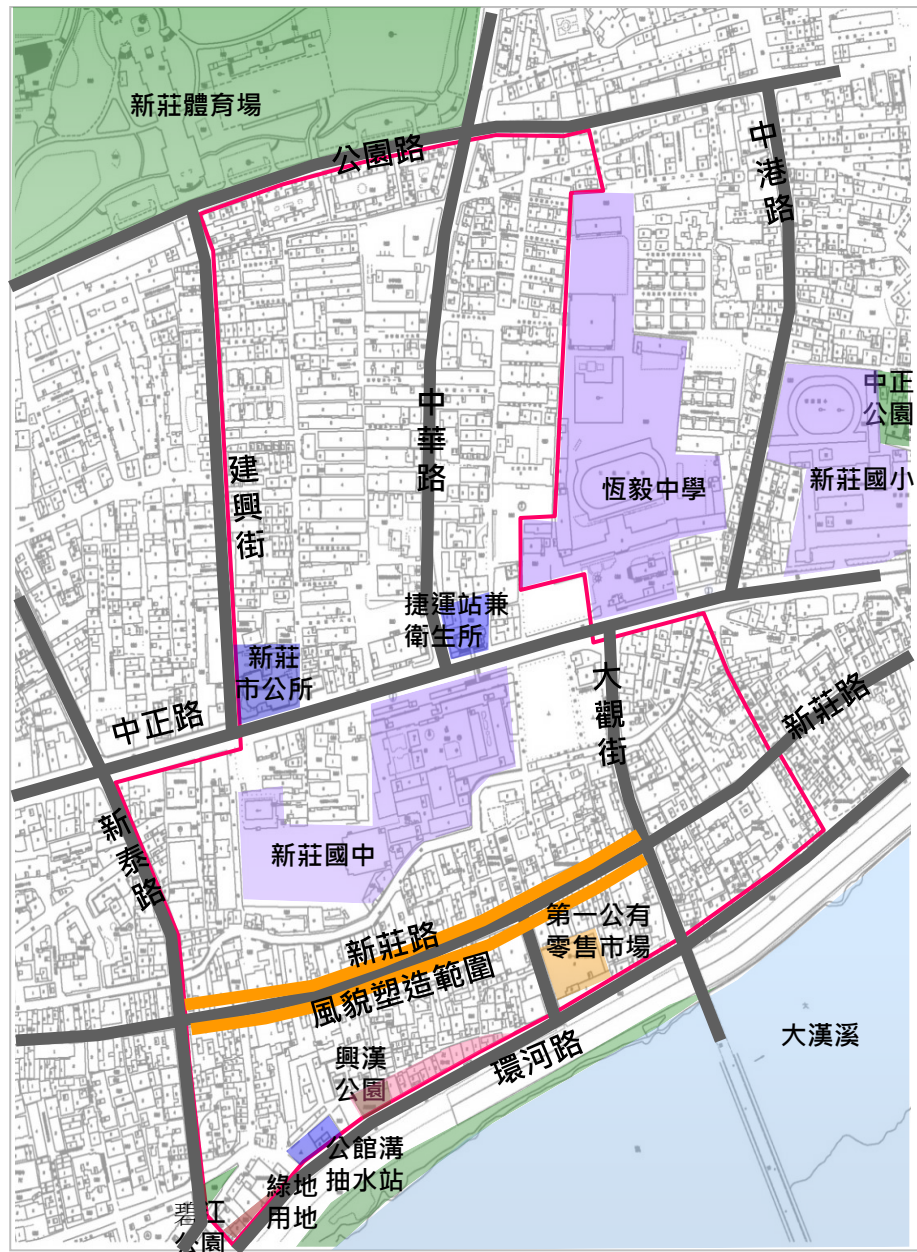 新莊體育場
公園路
中港路
中正
公園
中華路
新莊國小
建興街
恆毅中學
捷運站兼
衛生所
新莊
市公所
大觀街
新莊路
中正路
新泰路
新莊國中
第一公有
零售市場
新莊路
風貌塑造範圍
大漢溪
環河路
興漢
公園
公館溝
抽水站
綠地
用地
碧江
公園